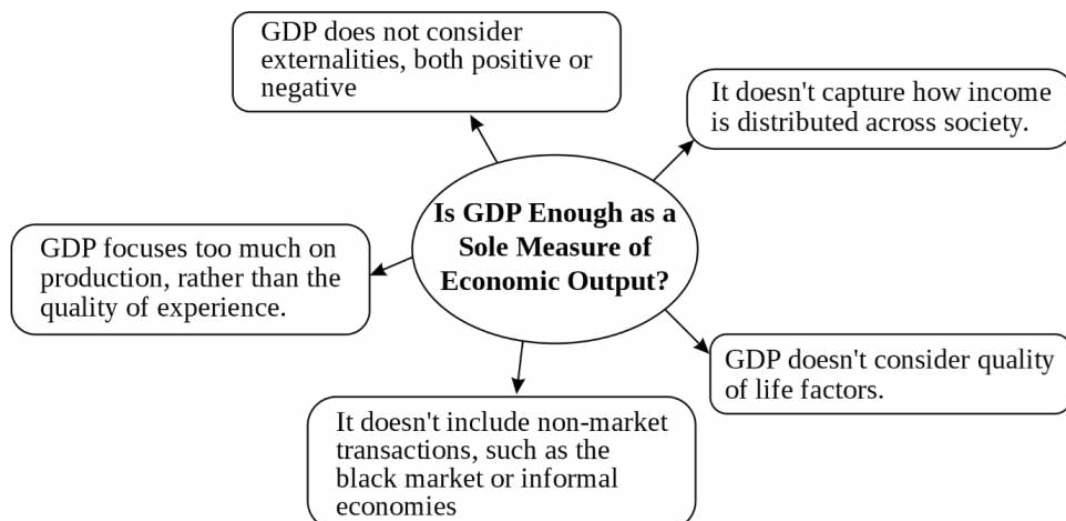 GDP does not consider
externalities, both positive or
negative
It doesn't capture how income
is distributed across society.
Is GDP Enough as a
Sole Measure of
Economic Output?
GDP focuses too much on
production, rather than the
quality of experience.
GDP doesn't consider quality
of life factors.
It doesn't include non-market
transactions, such as the
black market or informal
economies